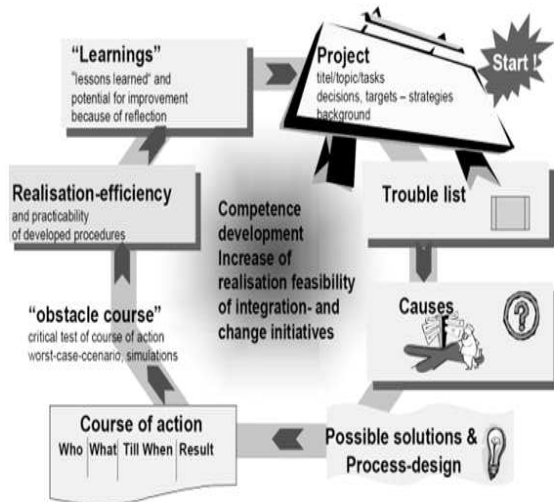 "Learnings"
"lessons learned" and
potential for improvement
because of reflection
Project
titel/topic/tasks
decisions, targets – strategies
background
Start !
Trouble list
Causes
?
Possible solutions &
Process-design
Course of action
Who What Till When Result
"obstacle course"
critical test of course of action
worst-case-ccenario, simulations
Realisation-efficiency
and practicability
of developed procedures
Competence
development
Increase of
realisation feasibility
of integration- and
change initiatives